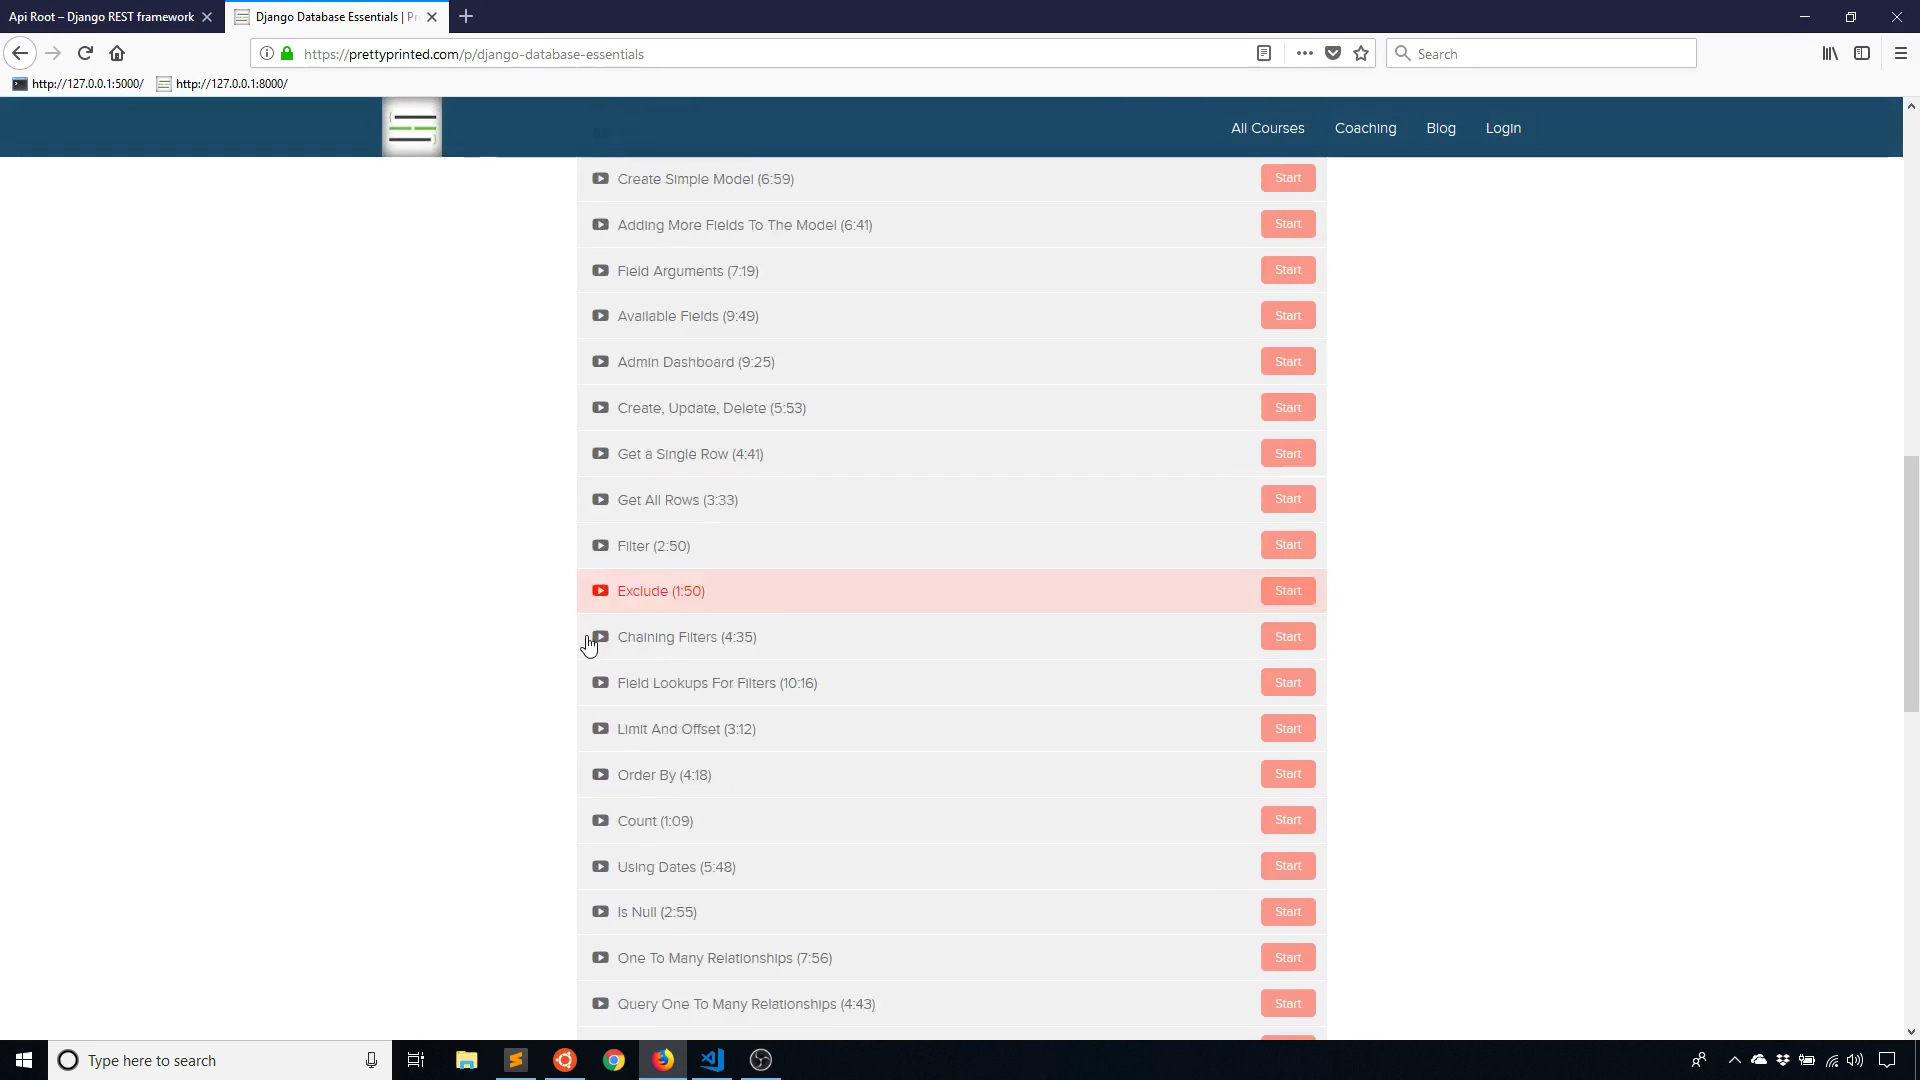 Api Root – Django REST framework
Django Database Essentials | Pr
https://prettyprinted.com/p/django-database-essentials
Search
http://127.0.0.1:5000/
http://127.0.0.1:8000/
All Courses
Coaching
Blog
Login
Create Simple Model (6:59)
Start
Adding More Fields To The Model (6:41)
Start
Field Arguments (7:19)
Start
Available Fields (9:49)
Start
Admin Dashboard (9:25)
Start
Create, Update, Delete (5:53)
Start
Get a Single Row (4:41)
Start
Get All Rows (3:33)
Start
Filter (2:50)
Start
Exclude (1:50)
Start
Chaining Filters (4:35)
Start
Field Lookups For Filters (10:16)
Start
Limit And Offset (3:12)
Start
Order By (4:18)
Start
Count (1:09)
Start
Using Dates (5:48)
Start
Is Null (2:55)
Start
One To Many Relationships (7:56)
Start
Query One To Many Relationships (4:43)
Start
Type here to search